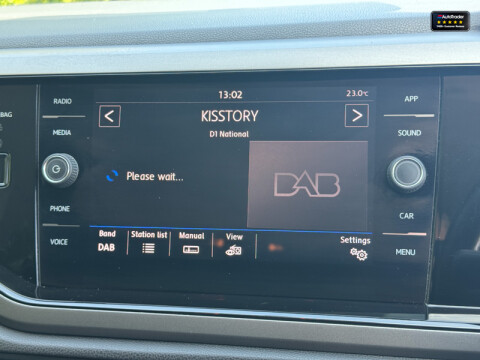 AutoTrader
RADIO
MEDIA
PHONE
VOICE
13:02
23.0°C
<
KISSTORY
>
D1 National
Please wait...
DAB
Band
DAB
Station list
Manual
View
Settings
APP
SOUND
CAR
MENU
BAG